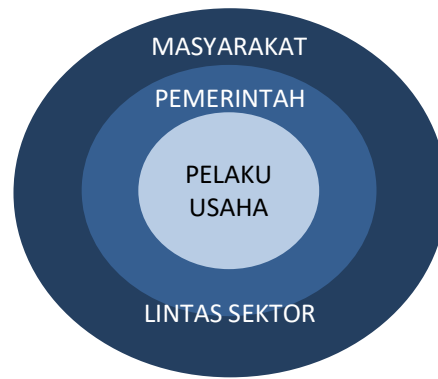 MASYARAKAT
PEMERINTAH
PELAKU
USAHA
LINTAS SEKTOR